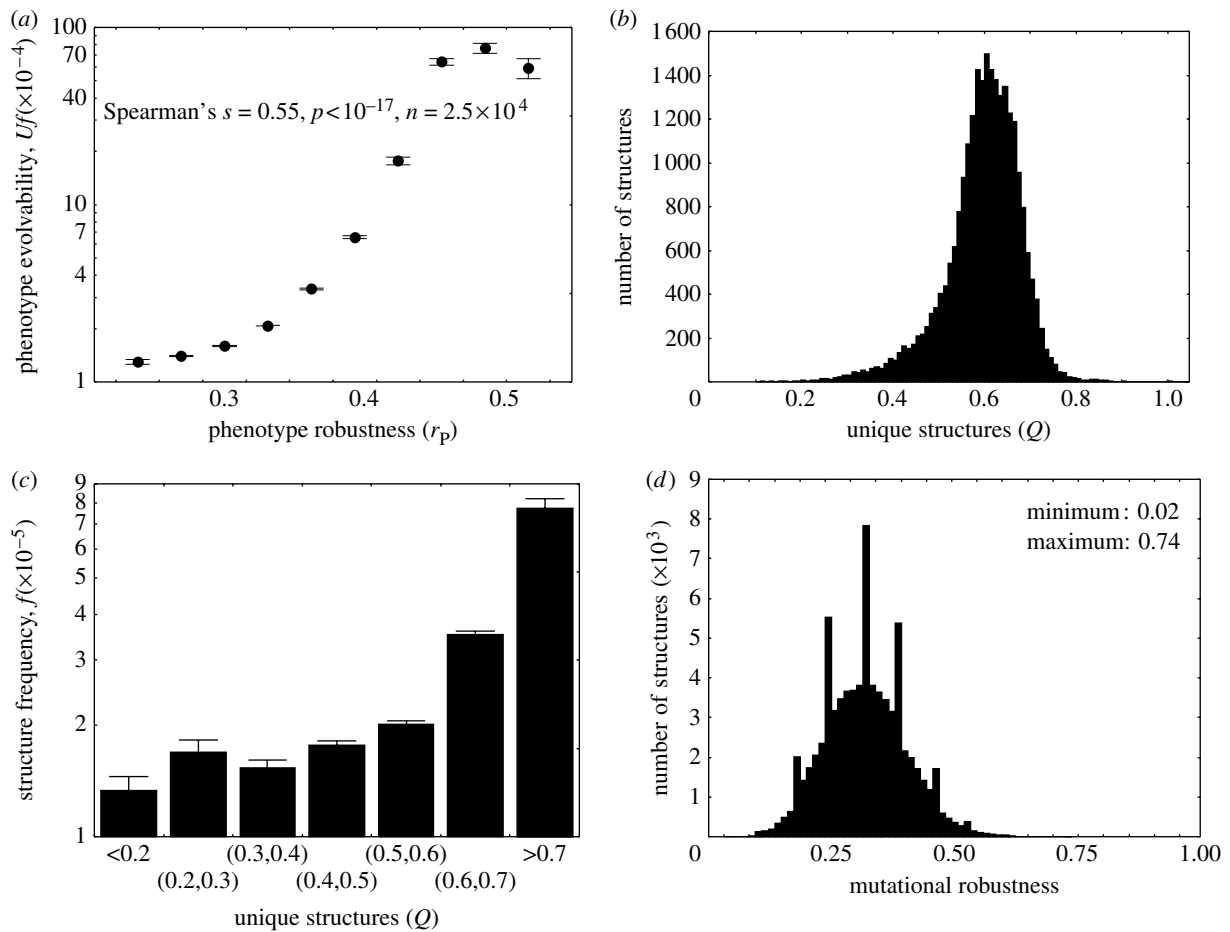 (a)
100
70
40
10
7
4
1
phenotype evolvability, Uf(×10⁻⁴)
Spearman's s = 0.55, p<10⁻¹⁷, n = 2.5×10⁴
0.3 0.4 0.5
phenotype robustness (rP)
(b)
1600
1400
1200
1 000
800
600
400
200
number of structures
0 0.2 0.4 0.6 0.8 1.0
unique structures (Q)
(c)
9
8
7
6
5
4
3
2
1
structure frequency, f(×10⁻⁵)
<0.2 (0.3,0.4) (0.5,0.6) >0.7
(0.2,0.3) (0.4,0.5) (0.6,0.7)
unique structures (Q)
(d)
9
8
7
6
5
4
3
2
1
number of structures (×10³)
minimum: 0.02
maximum: 0.74
0 0.25 0.50 0.75 1.00
mutational robustness